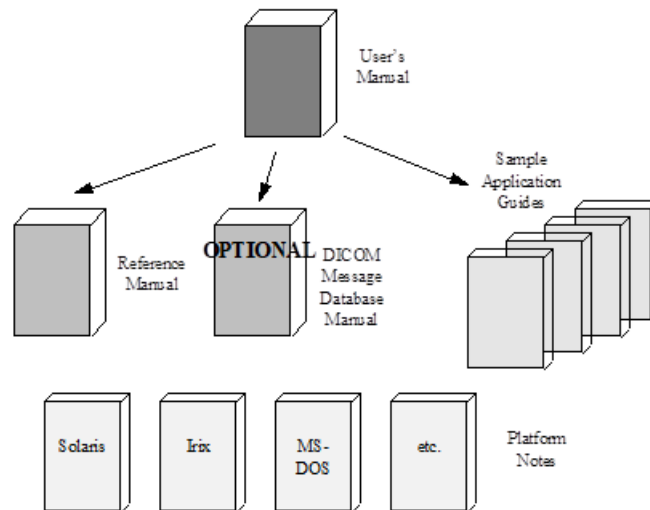 User's
Manual
Sample
Application
Guides
Reference
Manual
OPTIONAL
DICOM
Message
Database
Manual
Solaris
Irix
MS-
DOS
etc.
Platform
Notes